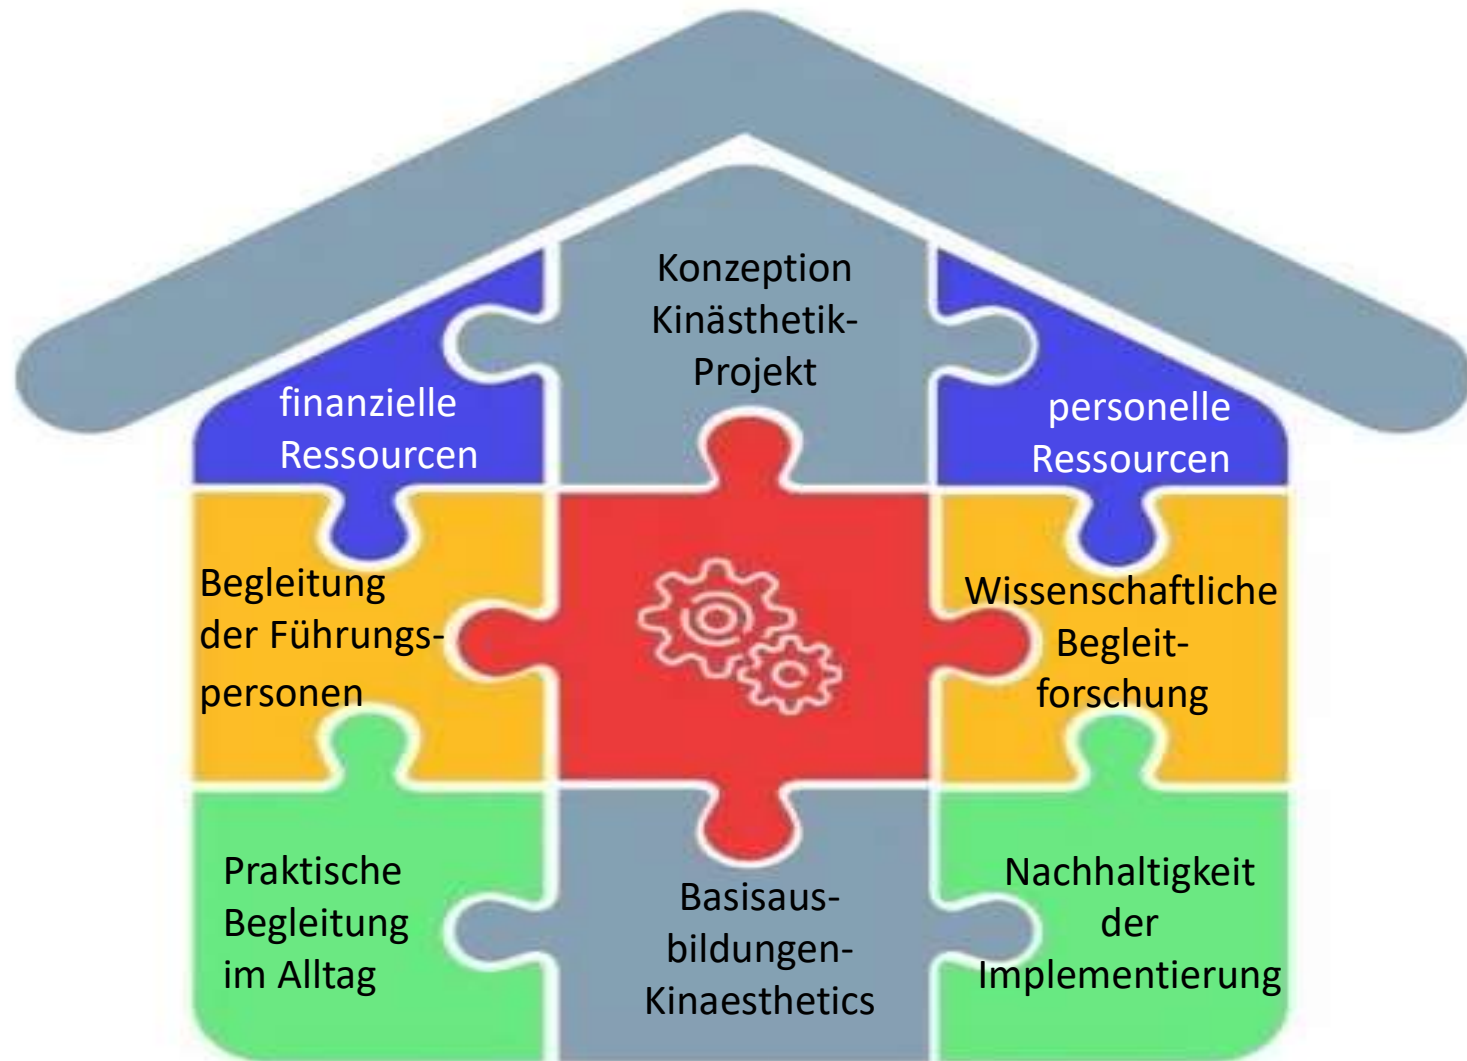 Konzeption
Kinästhetik-
Projekt
finanzielle
Ressourcen
personelle
Ressourcen
Begleitung
der Führungs-
personen
Wissenschaftliche
Begleit-
forschung
Praktische
Begleitung
im Alltag
Basisaus-
bildungen-
Kinaesthetics
Nachhaltigkeit
der
Implementierung